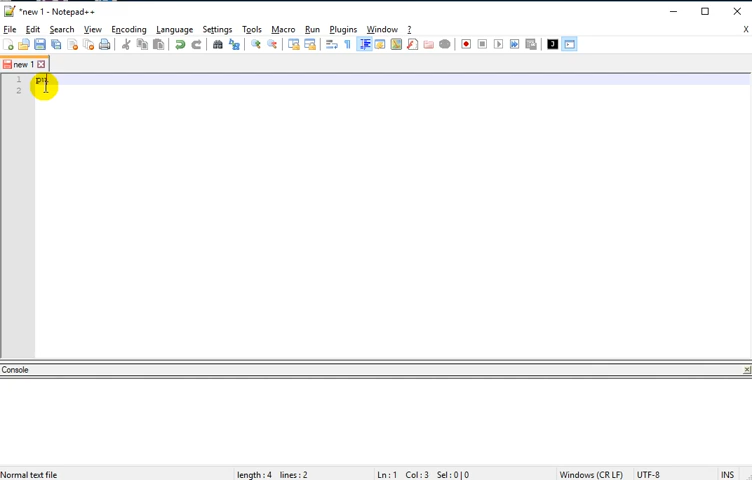 *new 1 - Notepad++
File Edit Search View Encoding Language Settings Tools Macro Run Plugins Window ? X
new 1
1 pu
2
Console
Normal text file length : 4 lines : 2 Ln : 1 Col : 3 Sel : 0 | 0 Windows (CR LF) UTF-8 INS